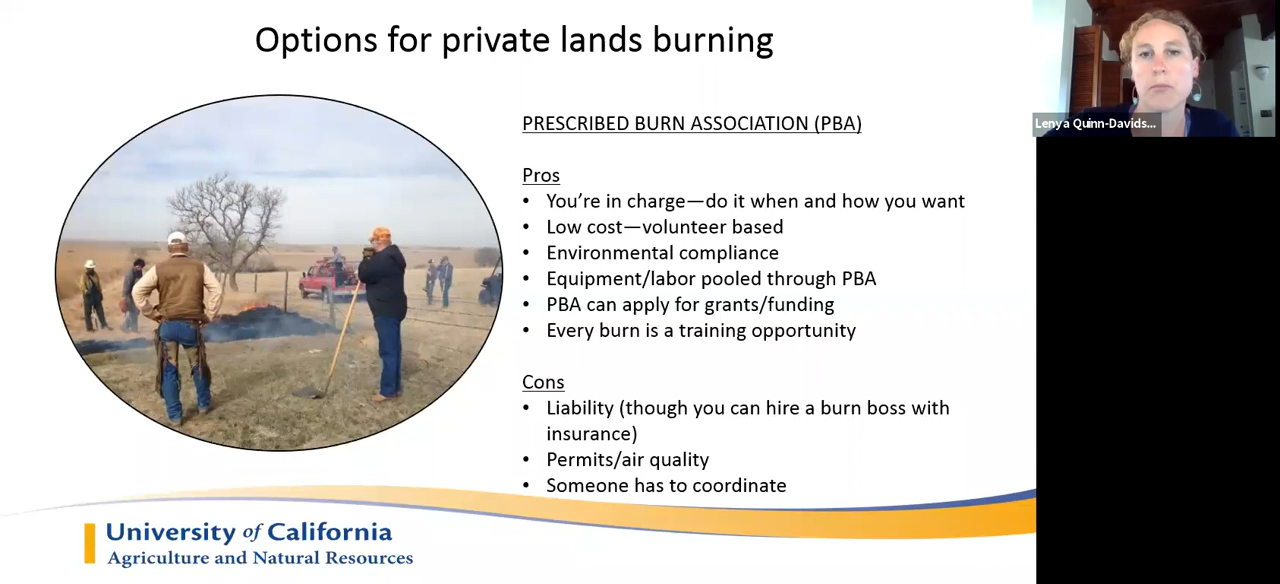 Options for private lands burning
PRESCRIBED BURN ASSOCIATION (PBA)
Pros
• You’re in char—do it when and how you want
• Low cost—volunteer based
• Environmental compliance
• Equipment/labor pooled through PBA
• PBA can apply for grants/funding
• Every burn is a training opportunity
Cons
• Liability (though you can hire a burn boss with
insurance)
• Permits/air quality
• Someone has to coordinate
University of California
Agriculture and Natural Resources
Lenya Quinn-Davids...